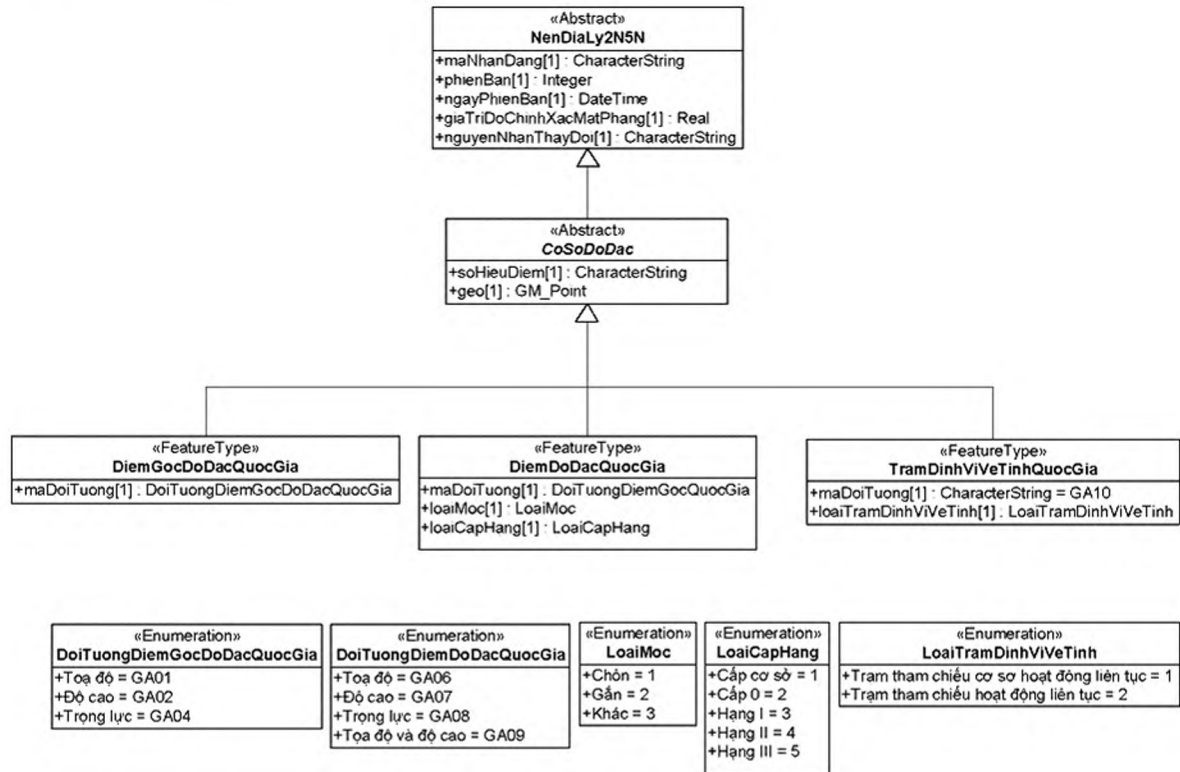 «Abstract»
NenDiaLy2N5N
+maNhanDang[1] : CharacterString
+phienBan[1] : Integer
+ngayPhienBan[1] : DateTime
+giaTriDoChinhXacMatPhang[1] : Real
+nguyenNhanThayDoi[1] : CharacterString
«Abstract»
CoSoDoDac
+soHieuDiem[1] : CharacterString
+geo[1] : GM_Point
«FeatureType»
DiemGocDoDacQuocGia
+maDoiTuong[1] : DoiTuongDiemGocDoDacQuocGia
«FeatureType»
DiemDoDacQuocGia
+maDoiTuong[1] : DoiTuongDiemGocQuocGia
+loaiMoc[1] : LoaiMoc
+loaiCapHang[1] : LoaiCapHang
«FeatureType»
TramDinhViVeTinhQuocGia
+maDoiTuong[1] : CharacterString = GA10
+loaiTramDinhViVeTinh[1] : LoaiTramDinhViVeTinh
«Enumeration»
DoiTuongDiemGocDoDacQuocGia
+Toạ độ = GA01
+Độ cao = GA02
+Trọng lực = GA04
«Enumeration»
DoiTuongDiemDoDacQuocGia
+Toạ độ = GA06
+Độ cao = GA07
+Trọng lực = GA08
+Tọa độ và độ cao = GA09
«Enumeration»
LoaiMoc
+Chôn = 1
+Gắn = 2
+Khác = 3
«Enumeration»
LoaiCapHang
+Cấp cơ sở = 1
+Cấp 0 = 2
+Hạng I = 3
+Hạng II = 4
+Hạng III = 5
«Enumeration»
LoaiTramDinhViVeTinh
+Trạm tham chiếu cơ sơ hoạt động liên tục = 1
+Trạm tham chiếu hoạt động liên tục = 2